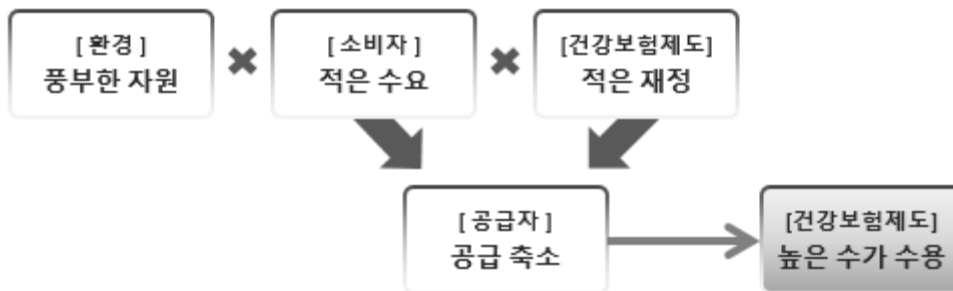 [ 환경 ]
풍부한 자원
[ 소비자 ]
적은 수요
[건강보험제도]
적은 재정
[ 공급자 ]
공급 축소
[건강보험제도]
높은 수가 수용